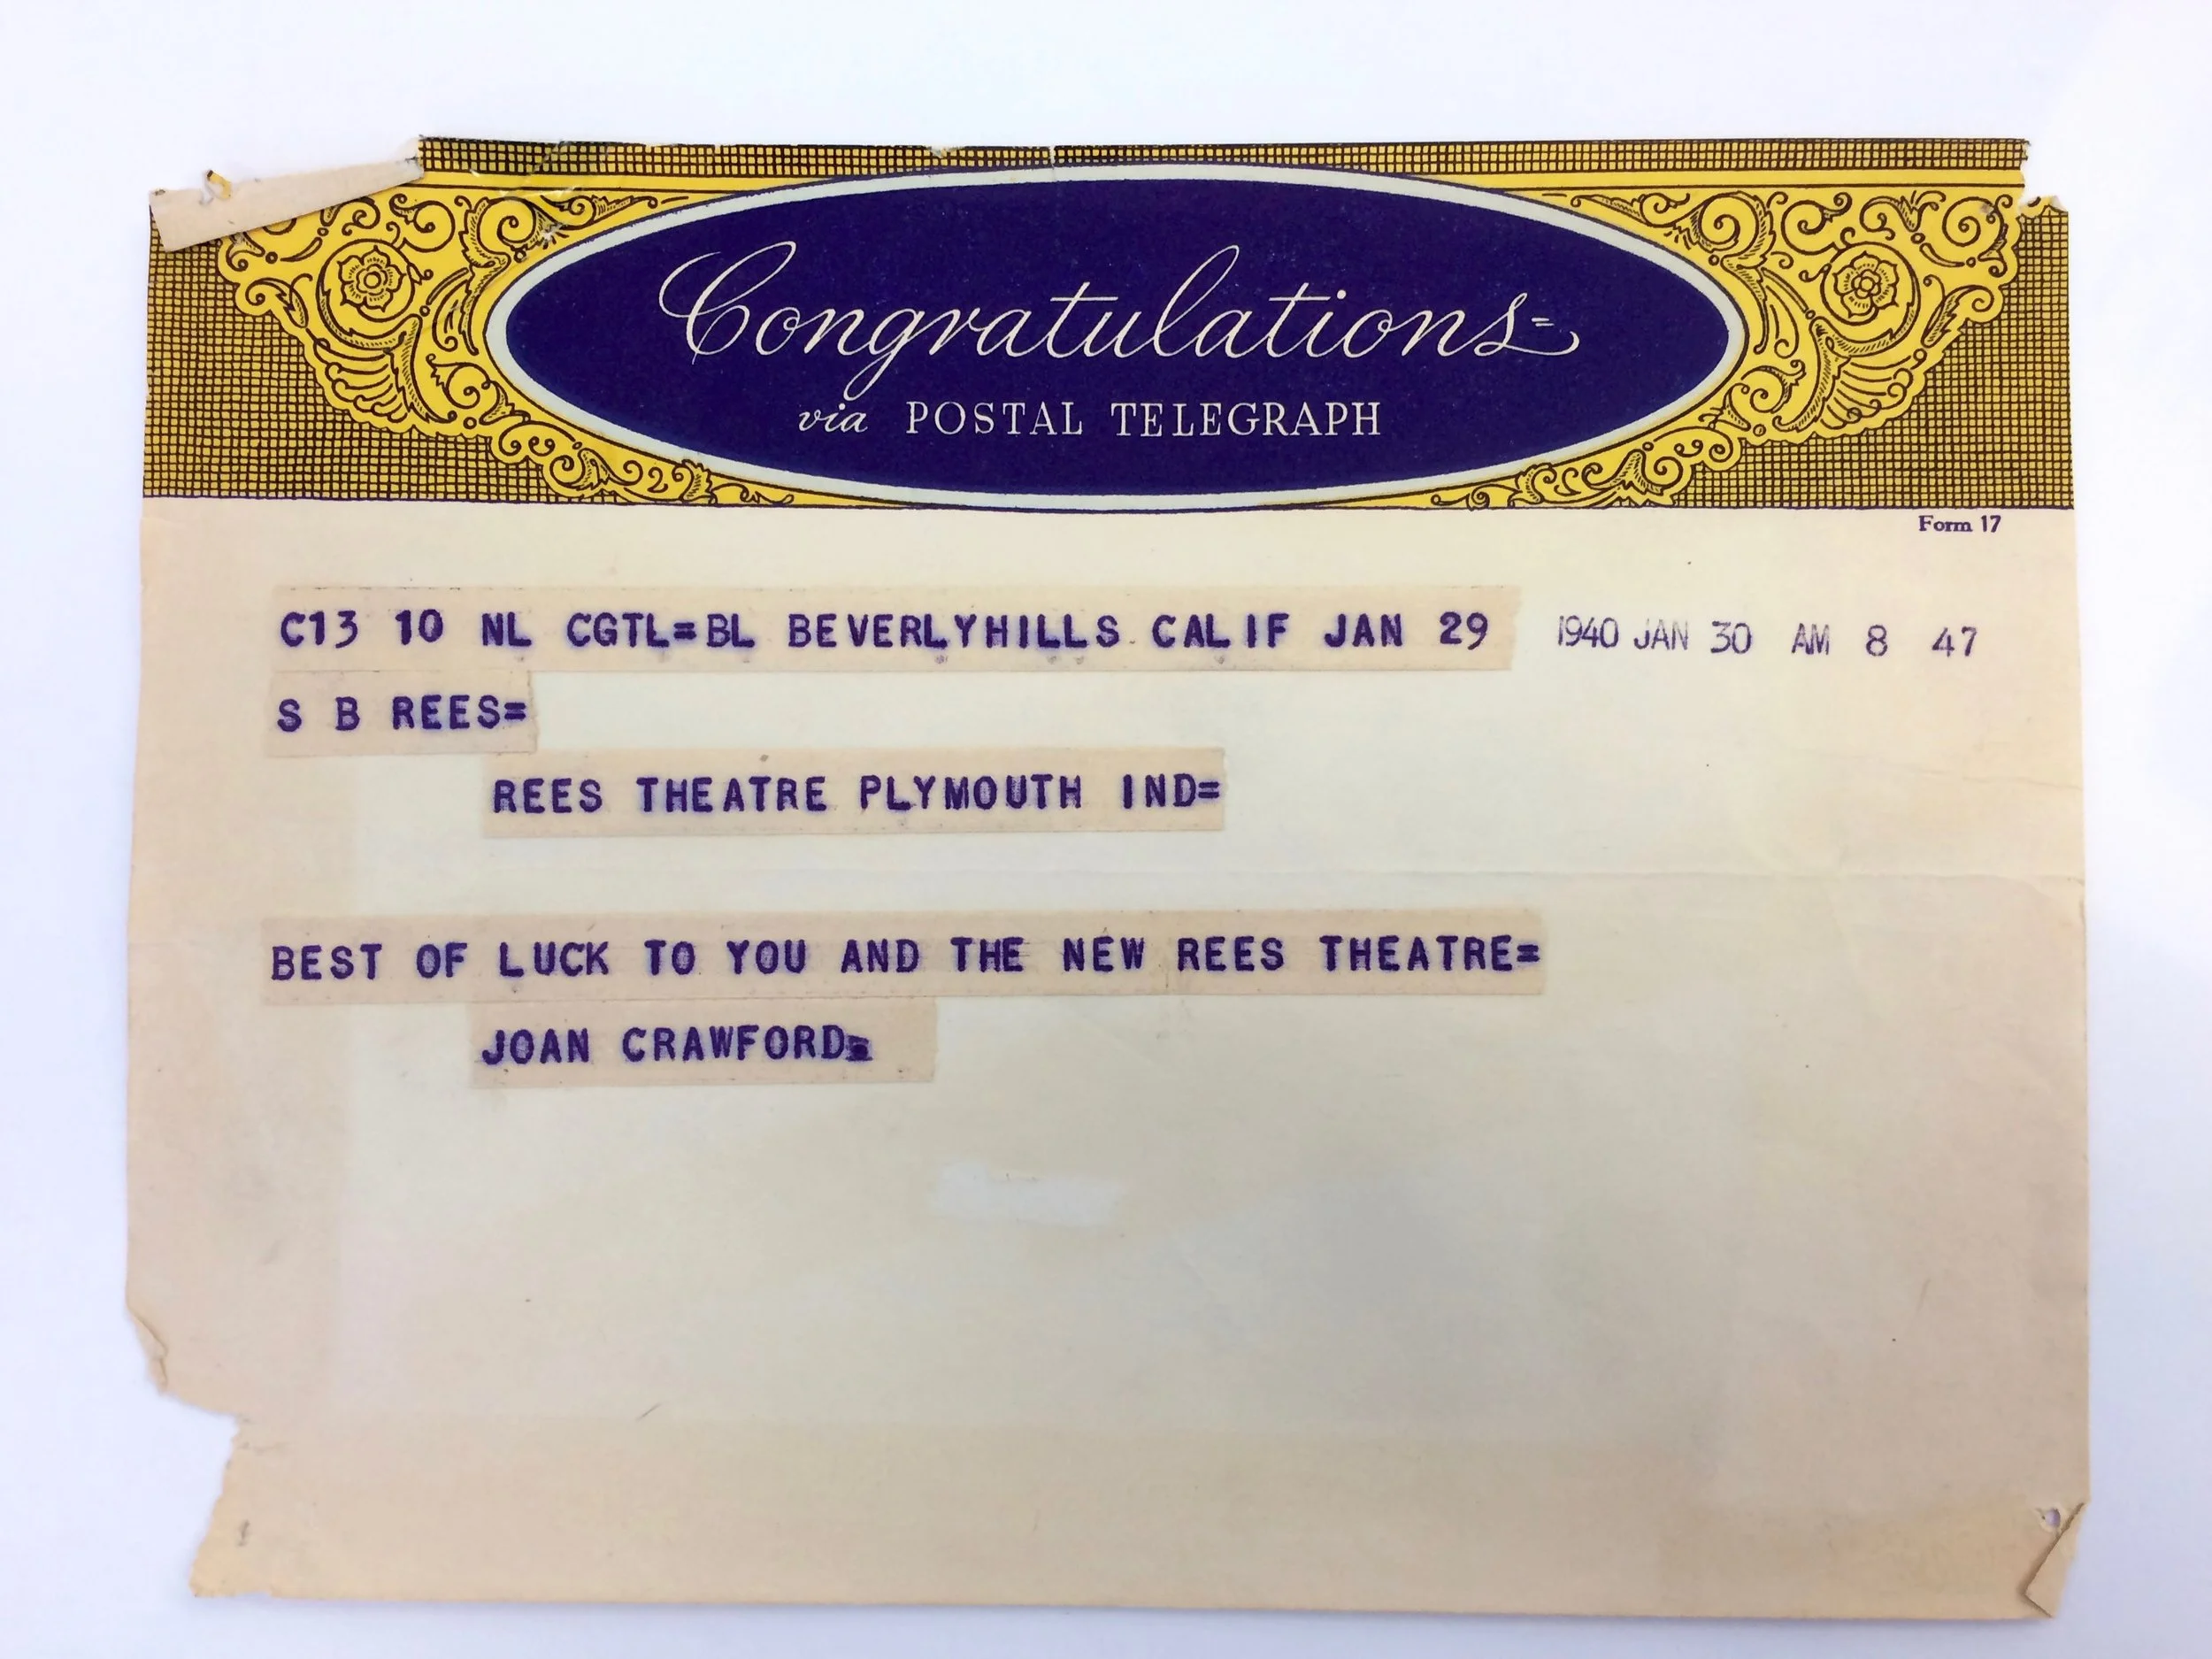 Congratulations=
via POSTAL TELEGRAPH
Form 17
C13 10 NL CGTL=BL BEVERLYHILLS CALIF JAN 29 1940 JAN 30 AM 8 47
S B REES=
REES THEATRE PLYMOUTH IND=
BEST OF LUCK TO YOU AND THE NEW REES THEATRE=
JOAN CRAWFORD=